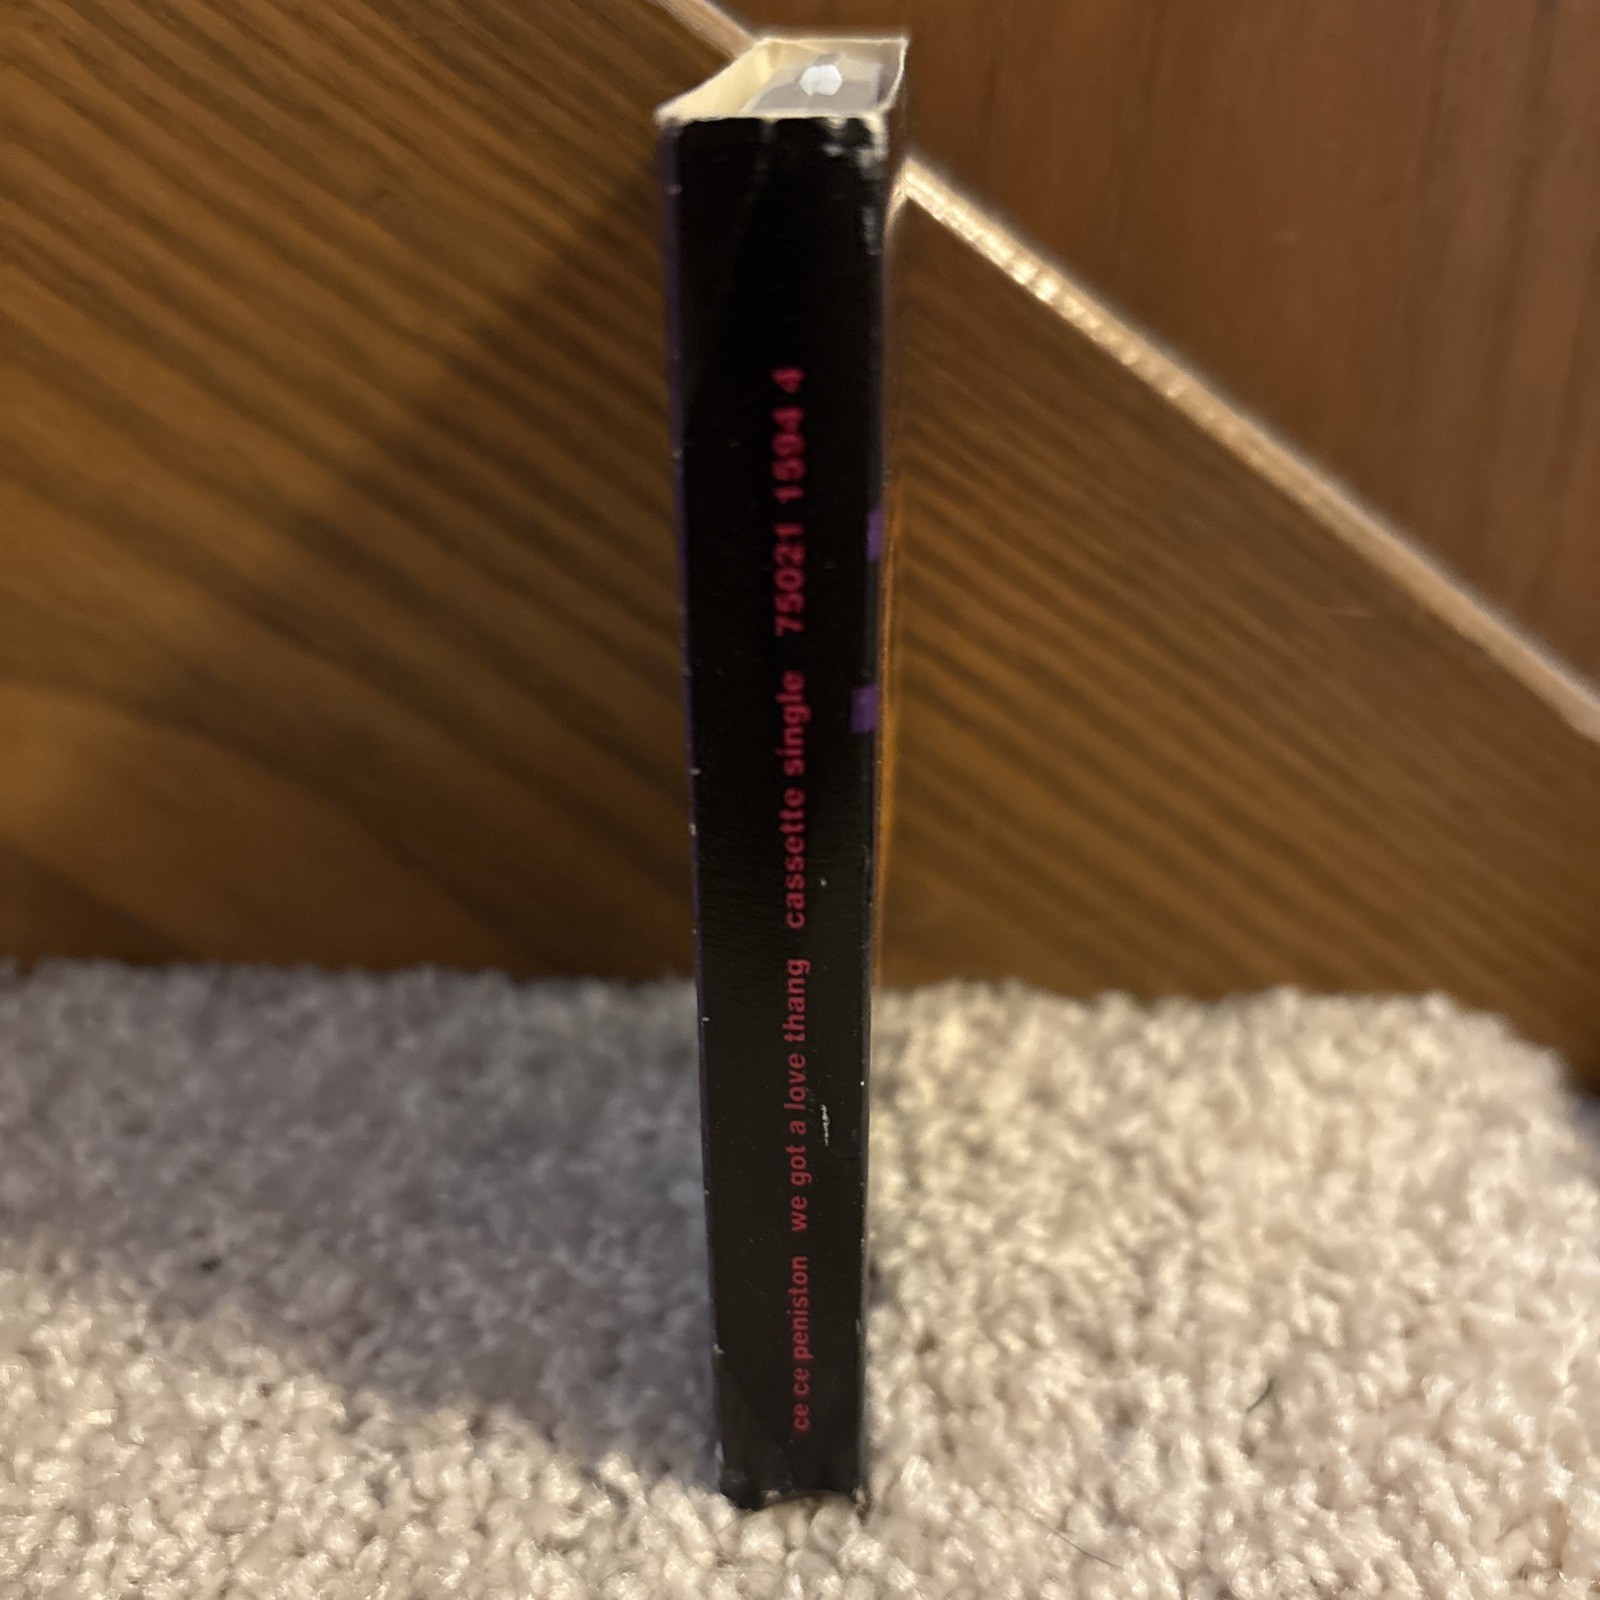 ce ce peniston we got a love thang cassette single 75021 1594 4